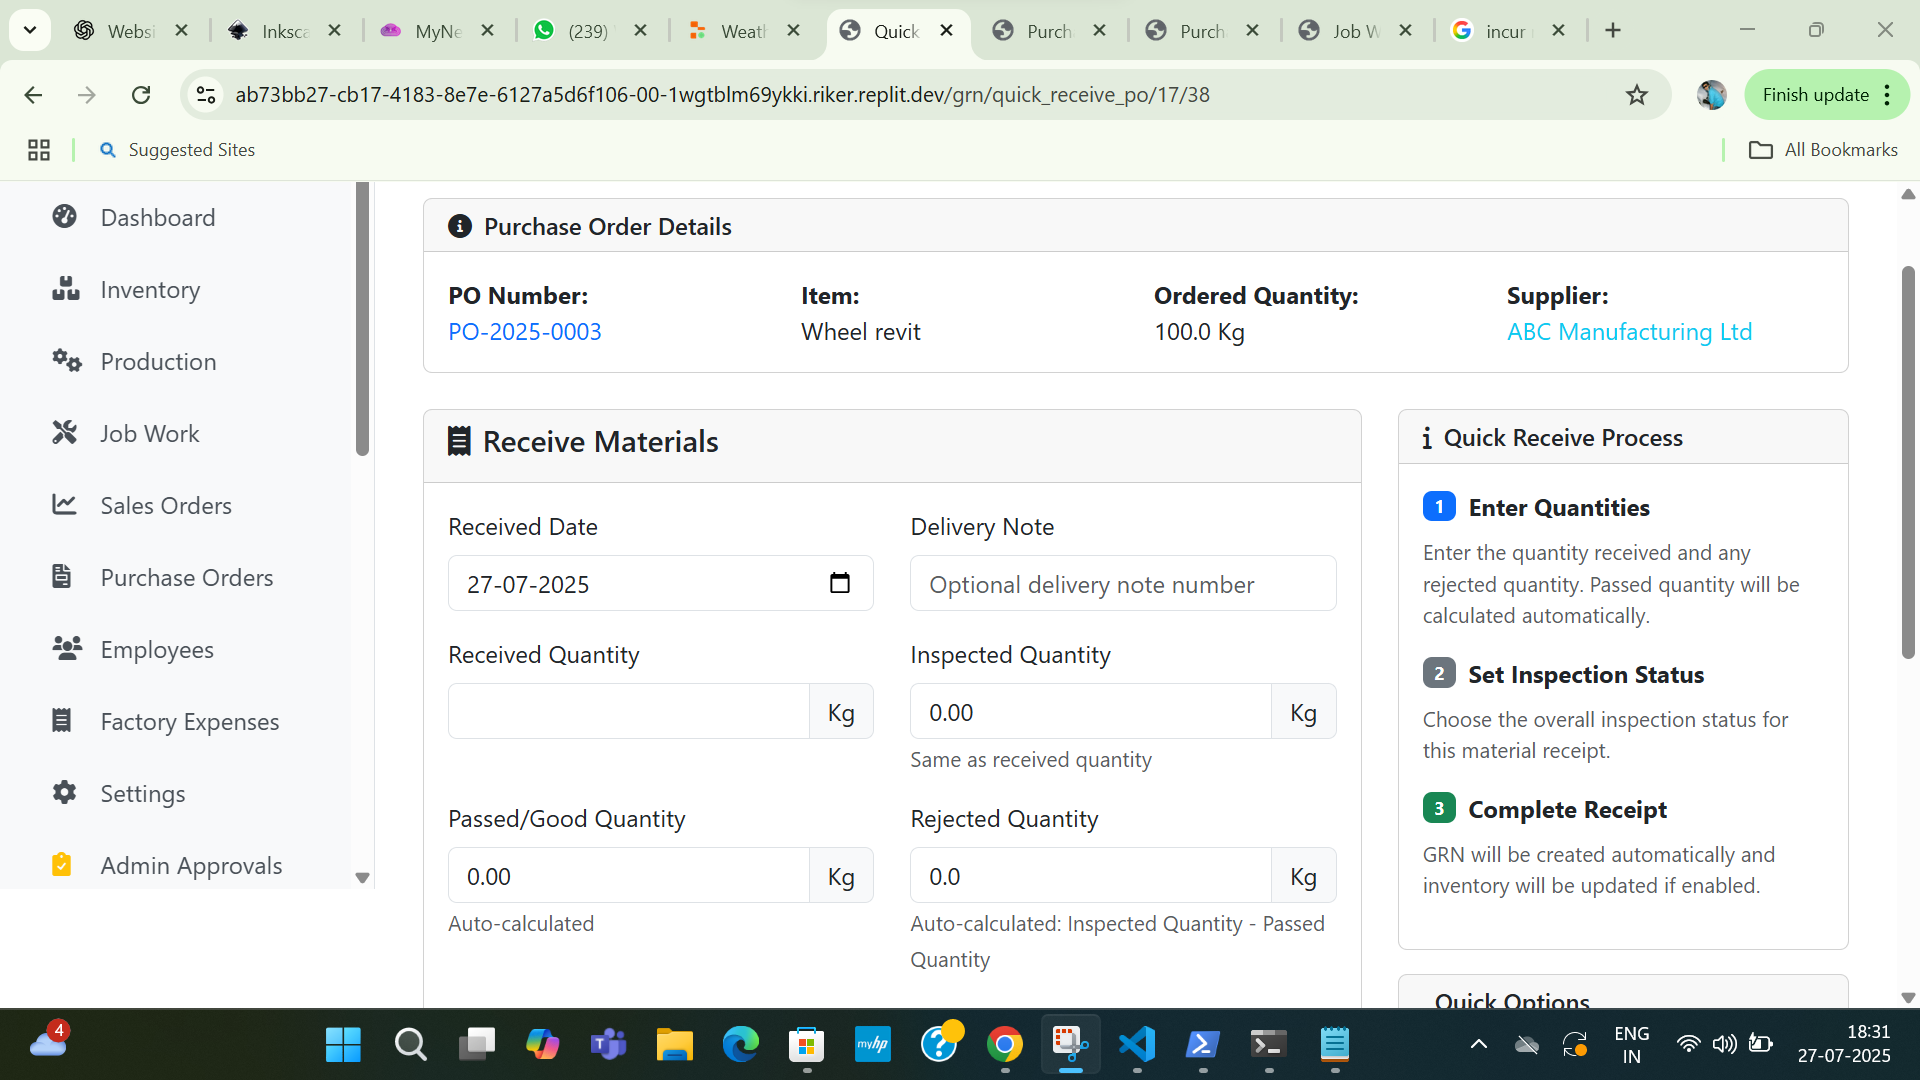 Websi
Inksca
MyNe
(239)
Weath
Quick
Purch
Purch
Job W
incur
ab73bb27-cb17-4183-8e7e-6127a5d6f106-00-1wgtblm69ykki.riker.replit.dev/grn/quick_receive_po/17/38
Finish update
Suggested Sites
All Bookmarks
Dashboard
Inventory
Production
Job Work
Sales Orders
Purchase Orders
Employees
Factory Expenses
Settings
Admin Approvals
Purchase Order Details
PO Number:
PO-2025-0003
Item:
Wheel revit
Ordered Quantity:
100.0 Kg
Supplier:
ABC Manufacturing Ltd
Receive Materials
Received Date
27-07-2025
Delivery Note
Optional delivery note number
Received Quantity
Kg
Inspected Quantity
0.00 Kg
Same as received quantity
Passed/Good Quantity
0.00 Kg
Auto-calculated
Rejected Quantity
0.0 Kg
Auto-calculated: Inspected Quantity - Passed
Quantity
Quick Receive Process
1 Enter Quantities
Enter the quantity received and any
rejected quantity. Passed quantity will be
calculated automatically.
2 Set Inspection Status
Choose the overall inspection status for
this material receipt.
3 Complete Receipt
GRN will be created automatically and
inventory will be updated if enabled.
Quick Options
4
myhp
ENG
IN
18:31
27-07-2025